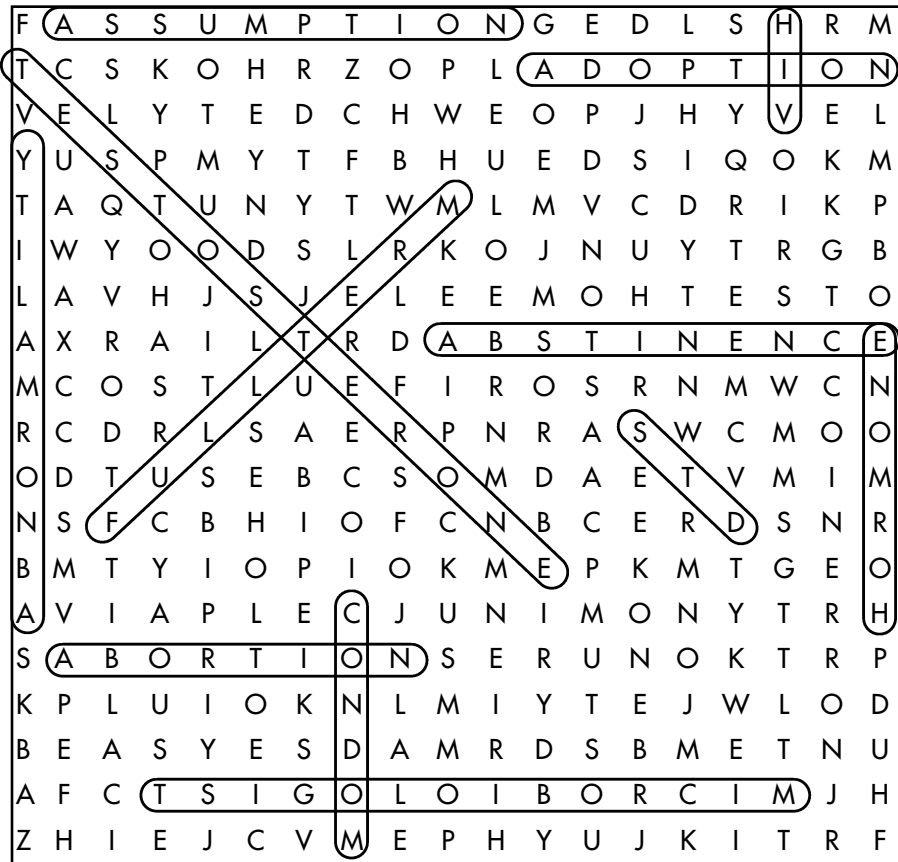 F A S S U M P T I O N G E D L S H R M
T C S K O H R Z O P L A D O P T I O N
V E L Y T E D C H W E O P J H Y V E L
Y U S P M Y T F B H U E D S I Q O K M
T A Q T U N Y T W M L M V C D R I K P
I W Y O O D S L R K O J N U Y T R G B
L A V H J S J E L E E M O H T E S T O
A X R A I L T R D A B S T I N E N C E
M C O S T L U E F I R O S R N M W C N
R C D R L S A E R P N R A S W C M O O
O D T U S E B C S O M D A E T V M I M
N S F C B H I O F C N B C E R D S N R
B M T Y I O P I O K M E P K M T G E O
A V I A P L E C J U N I M O N Y T R H
S A B O R T I O N S E R U N O K T R P
K P L U I O K N L M I Y T E J W L O D
B E A S Y E S D A M R D S B M E T N U
A F C T S I G O L O I B O R C I M J H
Z H I E J C V M E P H Y U J K I T R F